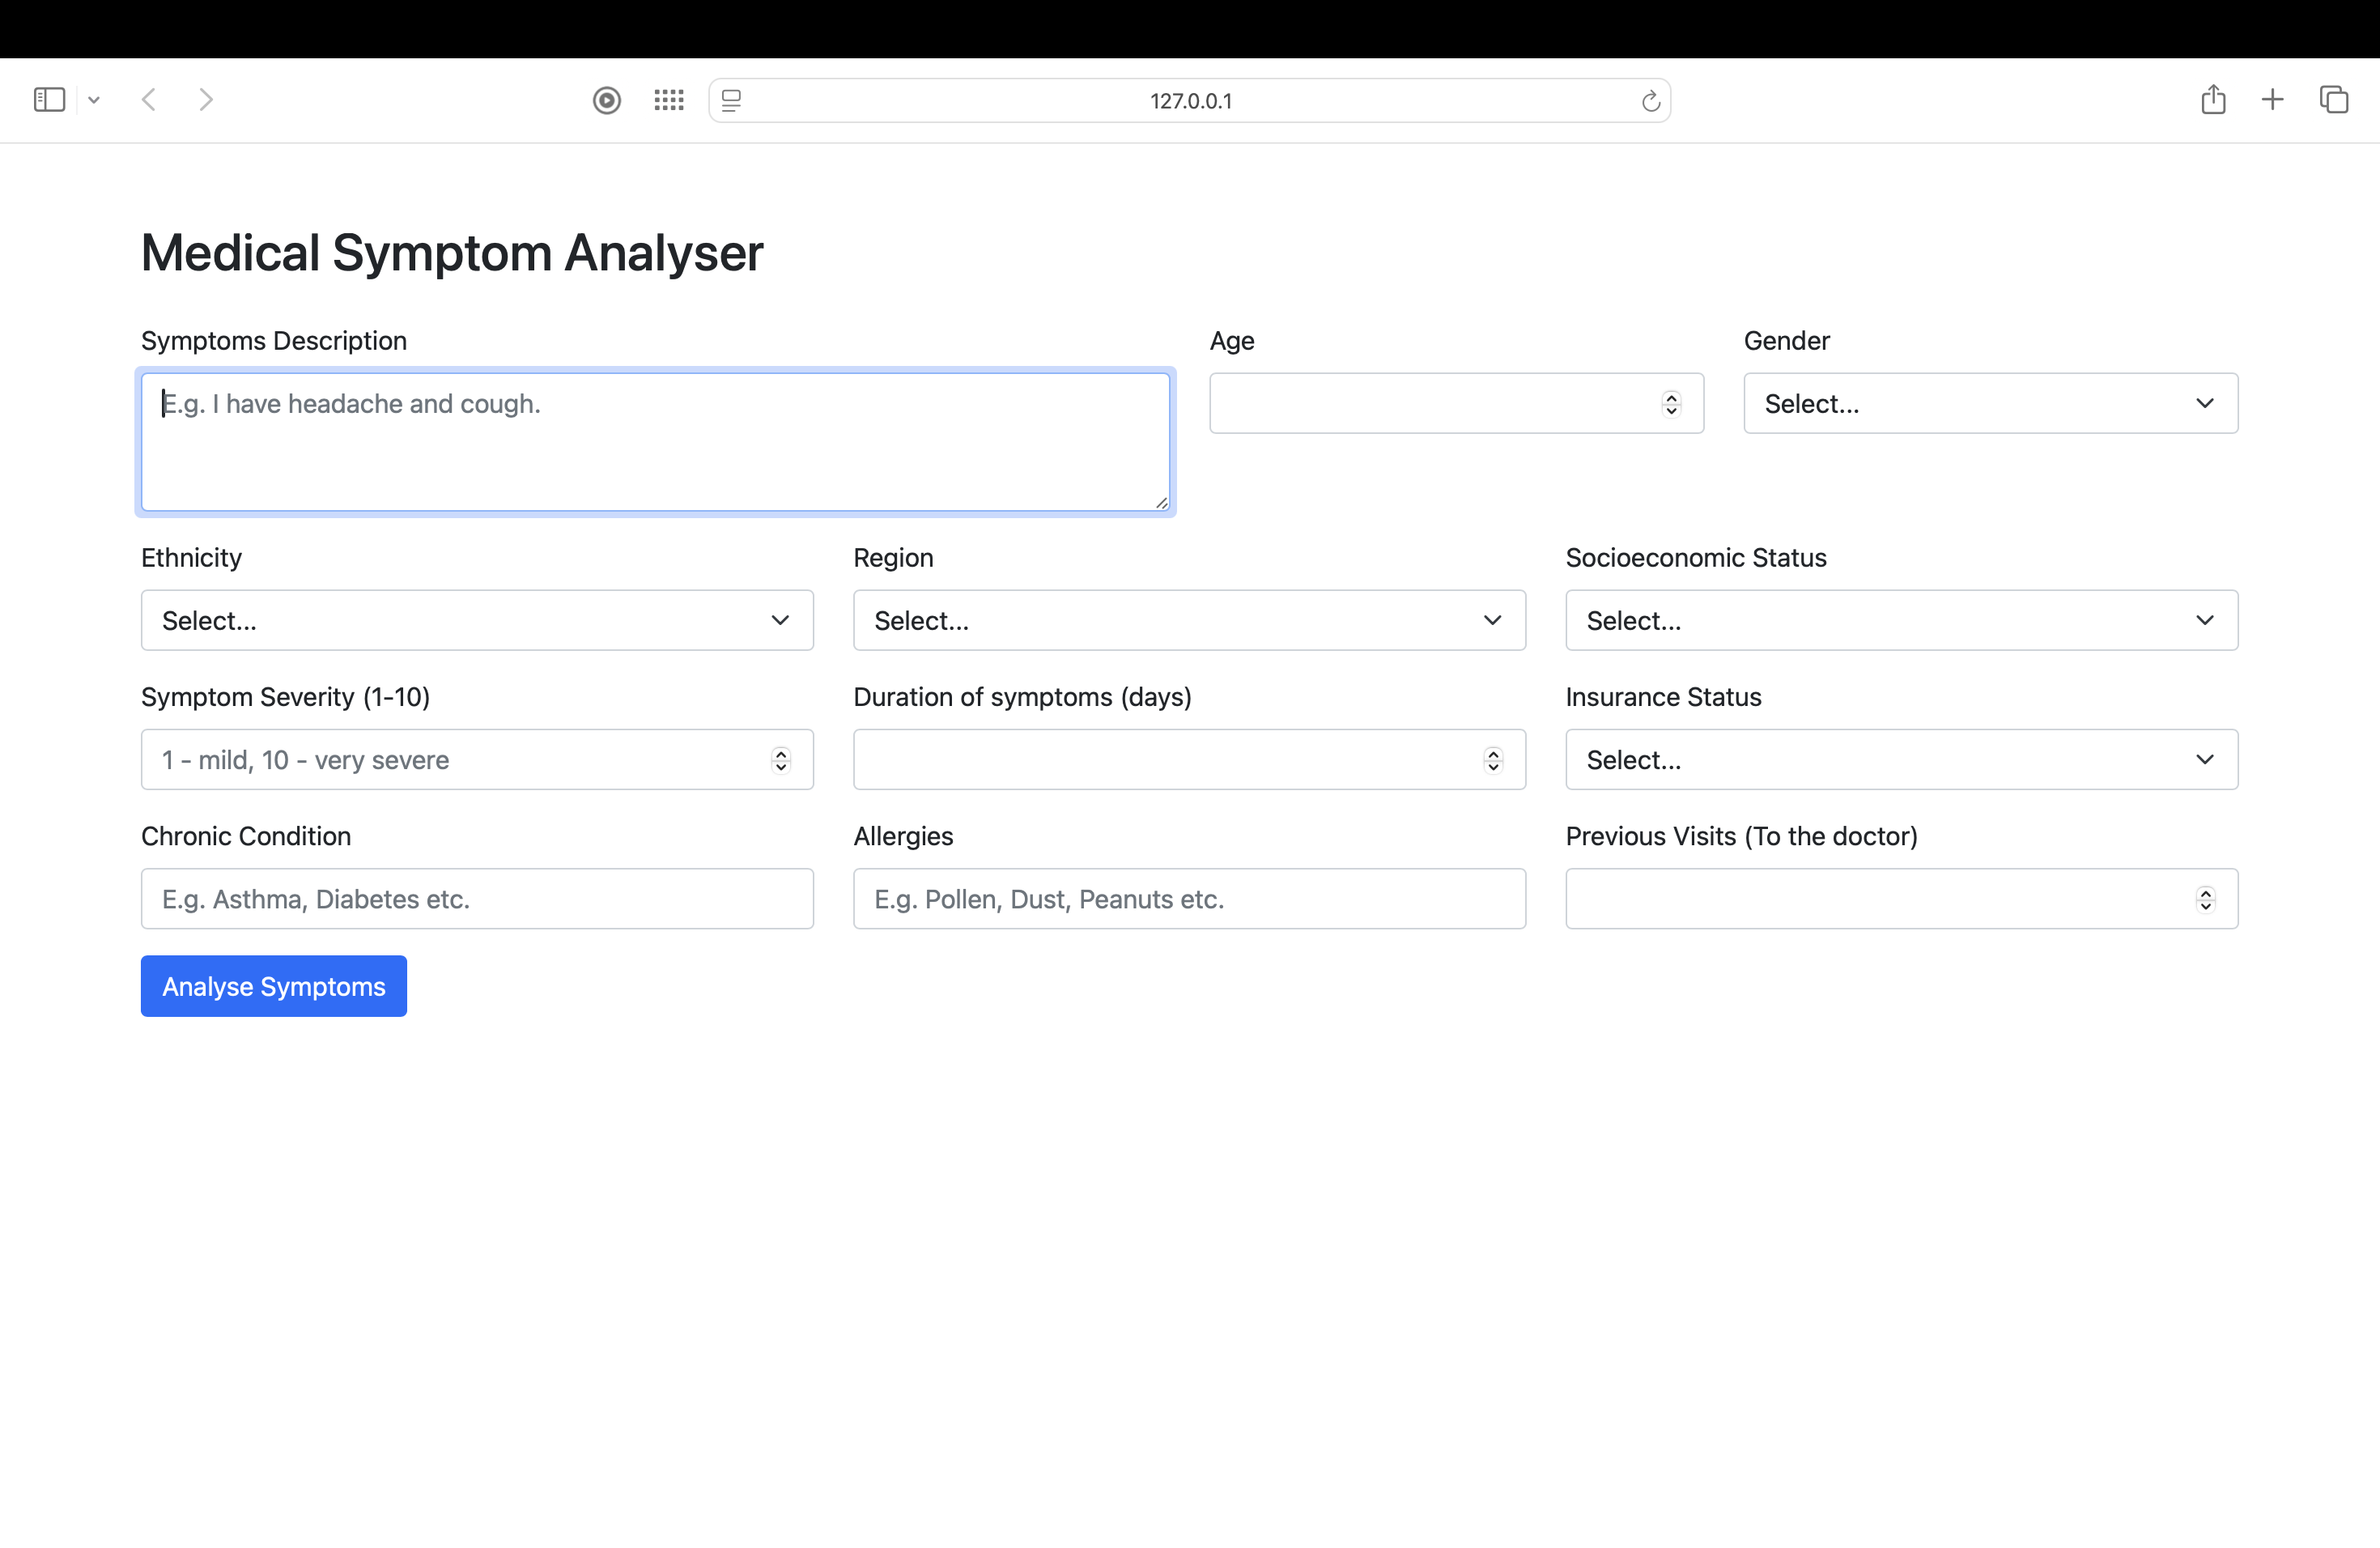 127.0.0.1
Medical Symptom Analyser
Symptoms Description
Age
Gender
E.g. I have headache and cough.
Select...
Ethnicity
Region
Socioeconomic Status
Select...
Select...
Select...
Symptom Severity (1-10)
Duration of symptoms (days)
Insurance Status
1 - mild, 10 - very severe
Select...
Chronic Condition
Allergies
Previous Visits (To the doctor)
E.g. Asthma, Diabetes etc.
E.g. Pollen, Dust, Peanuts etc.
Analyse Symptoms